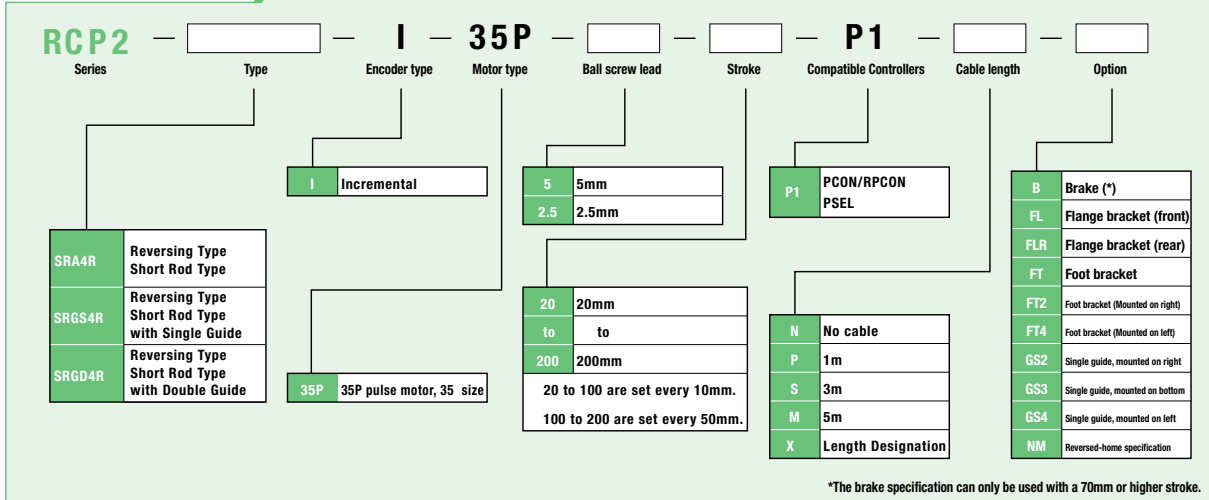 RCP2 — — I — 35P — — — P1 — —
Series Type Encoder type Motor type Ball screw lead Stroke Compatible Controllers Cable length Option
SRA4R Reversing Type
Short Rod Type
SRGS4R Reversing Type
Short Rod Type
with Single Guide
SRGD4R Reversing Type
Short Rod Type
with Double Guide
I Incremental
35P 35P pulse motor, 35 size
5 5mm
2.5 2.5mm
20 20mm
to to
200 200mm
20 to 100 are set every 10mm.
100 to 200 are set every 50mm.
P1 PCON/RPCON
PSEL
N No cable
P 1m
S 3m
M 5m
X Length Designation
B Brake (*)
FL Flange bracket (front)
FLR Flange bracket (rear)
FT Foot bracket
FT2 Foot bracket (Mounted on right)
FT4 Foot bracket (Mounted on left)
GS2 Single guide, mounted on right
GS3 Single guide, mounted on bottom
GS4 Single guide, mounted on left
NM Reversed-home specification
*The brake specification can only be used with a 70mm or higher stroke.